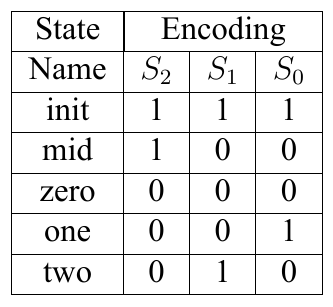 State Encoding
Name S₂ S₁ S₀
init 1 1 1
mid 1 0 0
zero 0 0 0
one 0 0 1
two 0 1 0